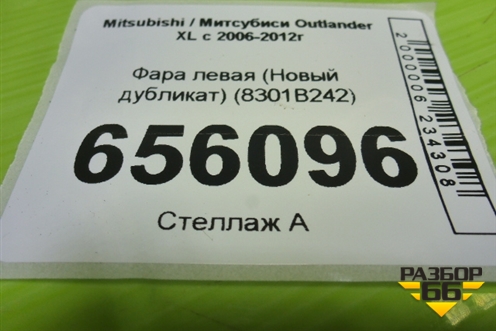 Mitsubishi / Митсубиси Outlander
XL с 2006-2012г
Фара левая (Новый
дубликат) (8301B242)
656096
Стеллаж А
2000006234308
РАЗБОР
66